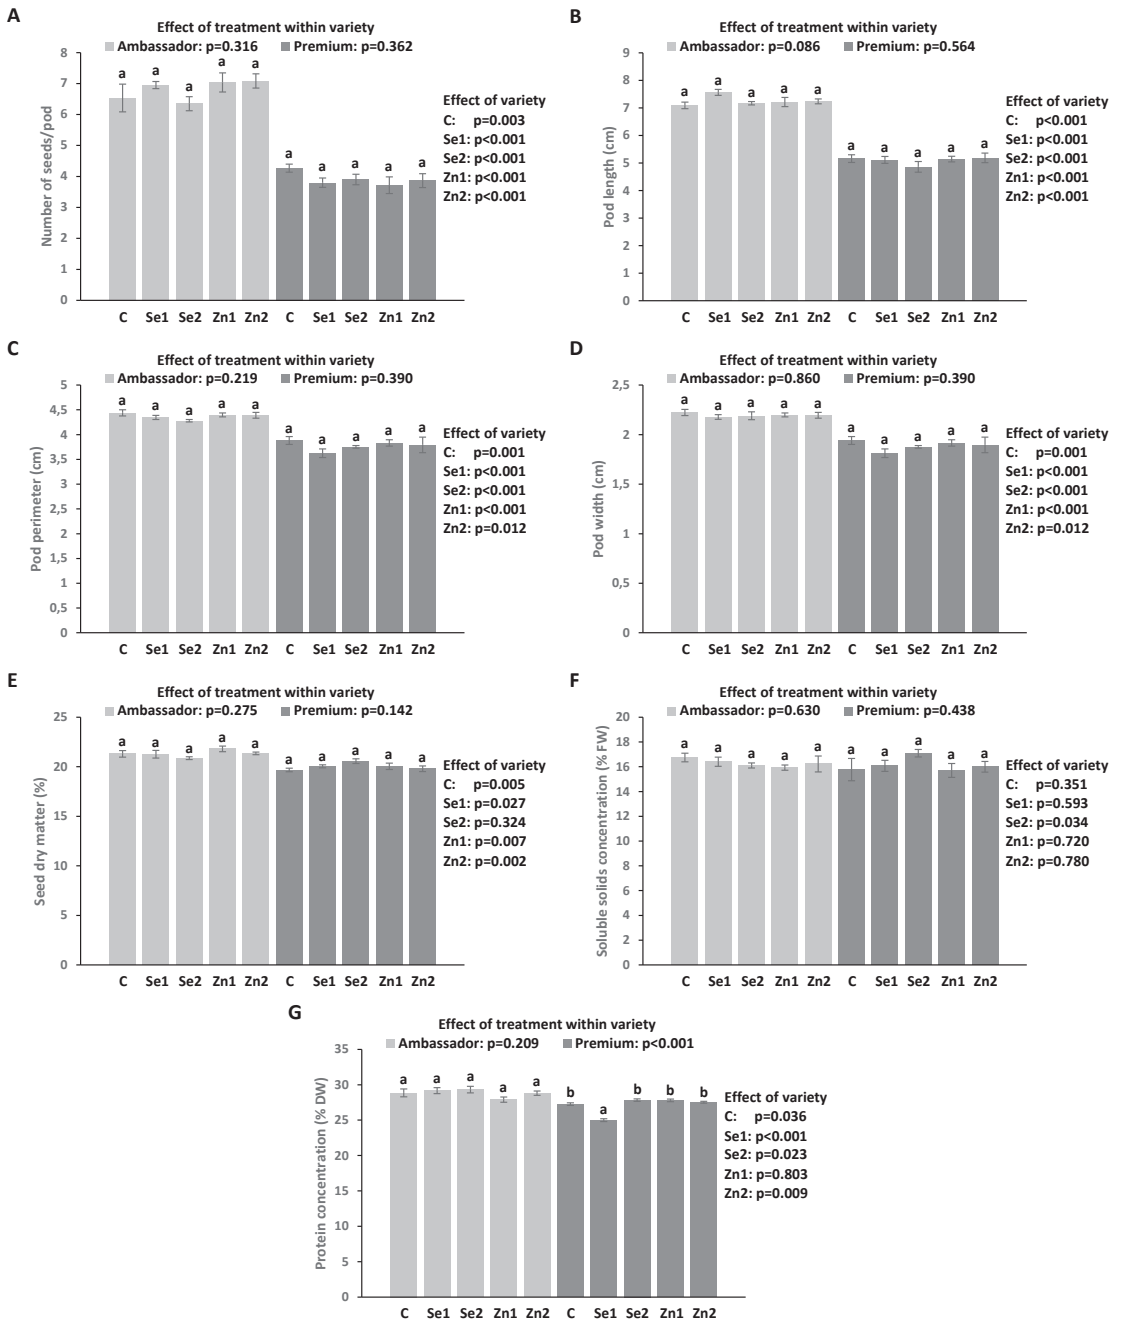 A
Effect of treatment within variety
Ambassador: p=0.316 Premium: p=0.362
Number of seeds/pod
8
7
6
5
4
3
2
1
0
a a a a a a a a a a
C Se1 Se2 Zn1 Zn2 C Se1 Se2 Zn1 Zn2
Effect of variety
C: p=0.003
Se1: p<0.001
Se2: p<0.001
Zn1: p<0.001
Zn2: p<0.001
B
Effect of treatment within variety
Ambassador: p=0.086 Premium: p=0.564
Pod length (cm)
9
8
7
6
5
4
3
2
1
0
a a a a a a a a a a
C Se1 Se2 Zn1 Zn2 C Se1 Se2 Zn1 Zn2
Effect of variety
C: p<0.001
Se1: p<0.001
Se2: p<0.001
Zn1: p<0.001
Zn2: p<0.001
C
Effect of treatment within variety
Ambassador: p=0.219 Premium: p=0.390
Pod perimeter (cm)
5
4,5
4
3,5
3
2,5
2
1,5
1
0,5
0
a a a a a a a a a a
C Se1 Se2 Zn1 Zn2 C Se1 Se2 Zn1 Zn2
Effect of variety
C: p=0.001
Se1: p<0.001
Se2: p<0.001
Zn1: p<0.001
Zn2: p=0.012
D
Effect of treatment within variety
Ambassador: p=0.860 Premium: p=0.390
Pod width (cm)
2,5
2
1,5
1
0,5
0
a a a a a a a a a a
C Se1 Se2 Zn1 Zn2 C Se1 Se2 Zn1 Zn2
Effect of variety
C: p=0.001
Se1: p<0.001
Se2: p<0.001
Zn1: p<0.001
Zn2: p=0.012
E
Effect of treatment within variety
Ambassador: p=0.275 Premium: p=0.142
Seed dry matter (%)
25
20
15
10
5
0
a a a a a a a a a a
C Se1 Se2 Zn1 Zn2 C Se1 Se2 Zn1 Zn2
Effect of variety
C: p=0.005
Se1: p=0.027
Se2: p=0.324
Zn1: p=0.007
Zn2: p=0.002
F
Effect of treatment within variety
Ambassador: p=0.630 Premium: p=0.438
Soluble solids concentration (% FW)
20
18
16
14
12
10
8
6
4
2
0
a a a a a a a a a a
C Se1 Se2 Zn1 Zn2 C Se1 Se2 Zn1 Zn2
Effect of variety
C: p=0.351
Se1: p=0.593
Se2: p=0.034
Zn1: p=0.720
Zn2: p=0.780
G
Effect of treatment within variety
Ambassador: p=0.209 Premium: p<0.001
Protein concentration (% DW)
35
30
25
20
15
10
5
0
a a a a a b a b b b
C Se1 Se2 Zn1 Zn2 C Se1 Se2 Zn1 Zn2
Effect of variety
C: p=0.036
Se1: p<0.001
Se2: p=0.023
Zn1: p=0.803
Zn2: p=0.009